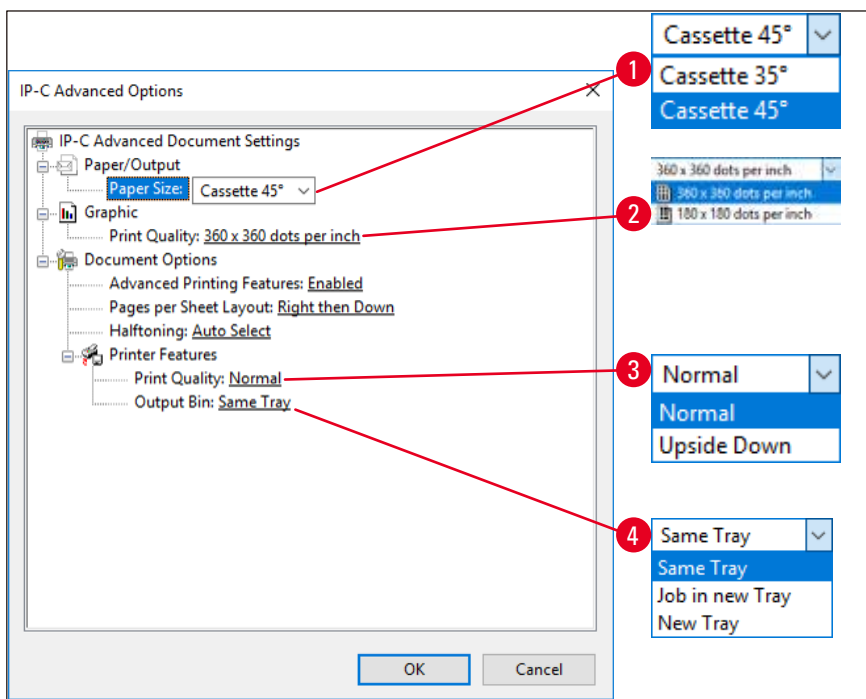 IP-C Advanced Options
IP-C Advanced Document Settings
Paper/Output
Paper Size: Cassette 45°
Graphic
Print Quality: 360 x 360 dots per inch
Document Options
Advanced Printing Features: Enabled
Pages per Sheet Layout: Right then Down
Halftoning: Auto Select
Printer Features
Print Quality: Normal
Output Bin: Same Tray
OK Cancel
1
Cassette 45°
Cassette 35°
Cassette 45°
2
360 x 360 dots per inch
360 x 360 dots per inch
180 x 180 dots per inch
3
Normal
Normal
Upside Down
4
Same Tray
Same Tray
Job in new Tray
New Tray